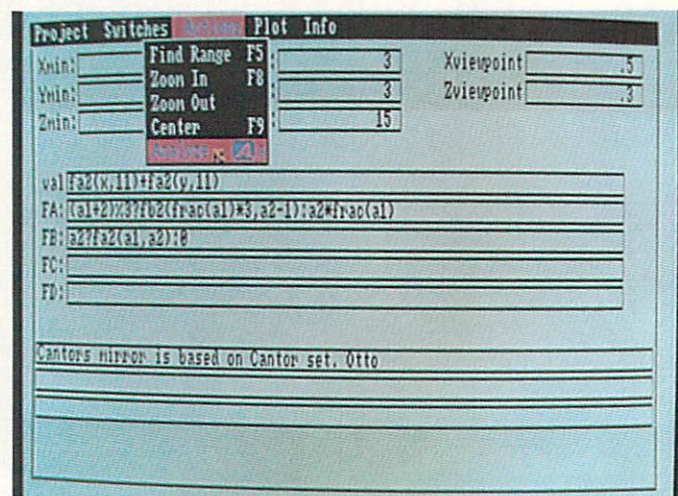 Project Switches Actions Plot Info
Find Range F5
Zoom In F8
Zoom Out
Center F9
Analyse A
Xmin: : 3 Xviewpoint .5
Ymin: : 3 Zviewpoint .3
Zmin: : 15
val fa2(x,11)+fa2(y,11)
FA: (a1+2)%3?fb2(frac(a1)*3,a2-1):a2*frac(a1)
FB: a2?fa2(a1,a2):0
FC:
FD:
Cantors mirror is based on Cantor set. Otto